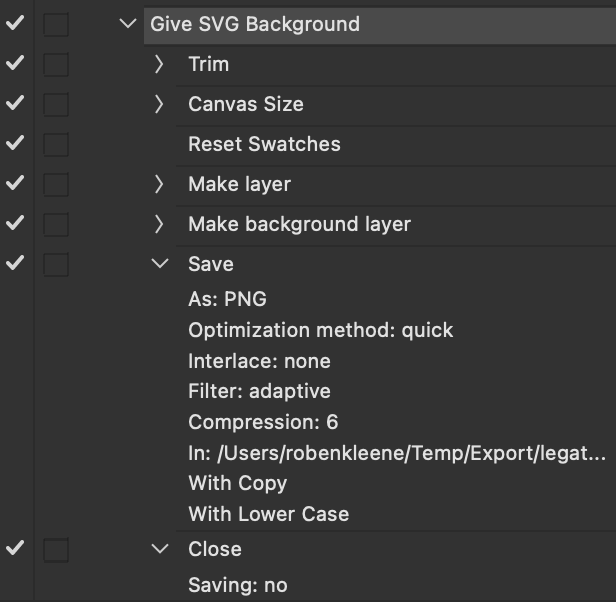 Give SVG Background
Trim
Canvas Size
Reset Swatches
Make layer
Make background layer
Save
As: PNG
Optimization method: quick
Interlace: none
Filter: adaptive
Compression: 6
In: /Users/robenkleene/Temp/Export/legat...
With Copy
With Lower Case
Close
Saving: no